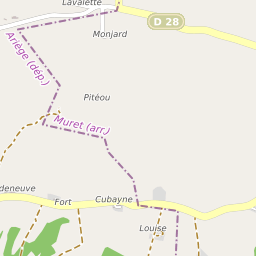 Lavalette
D 28
Monjard
Ariège (dép.)
Pitéou
Muret (arr.)
deneuve
Fort
Cubayne
Louise